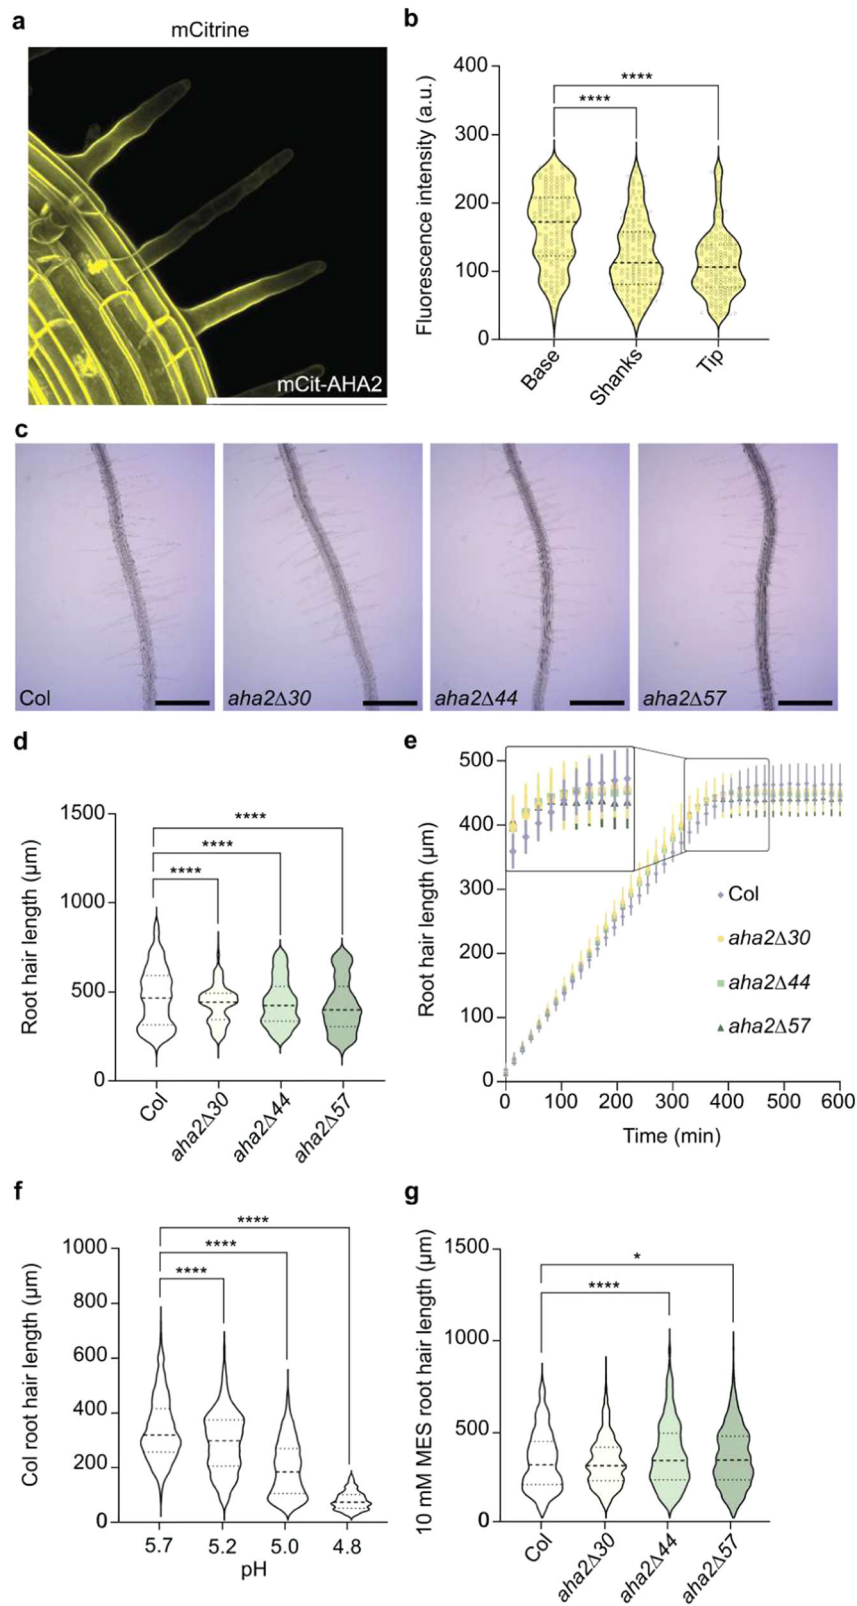 a
mCitrine
mCit-AHA2
b
Fluorescence intensity (a.u.)
400
300
200
100
0
****
****
Base
Shanks
Tip
c
Col
aha2Δ30
aha2Δ44
aha2Δ57
d
Root hair length (µm)
1500
1000
500
0
****
****
****
Col
aha2Δ30
aha2Δ44
aha2Δ57
e
Root hair length (µm)
500
400
300
200
100
0
Col
aha2Δ30
aha2Δ44
aha2Δ57
0 100 200 300 400 500 600
Time (min)
f
Col root hair length (µm)
1000
800
600
400
200
0
****
****
****
5.7 5.2 5.0 4.8
pH
g
10 mM MES root hair length (µm)
1500
1000
500
0
*
****
Col
aha2Δ30
aha2Δ44
aha2Δ57